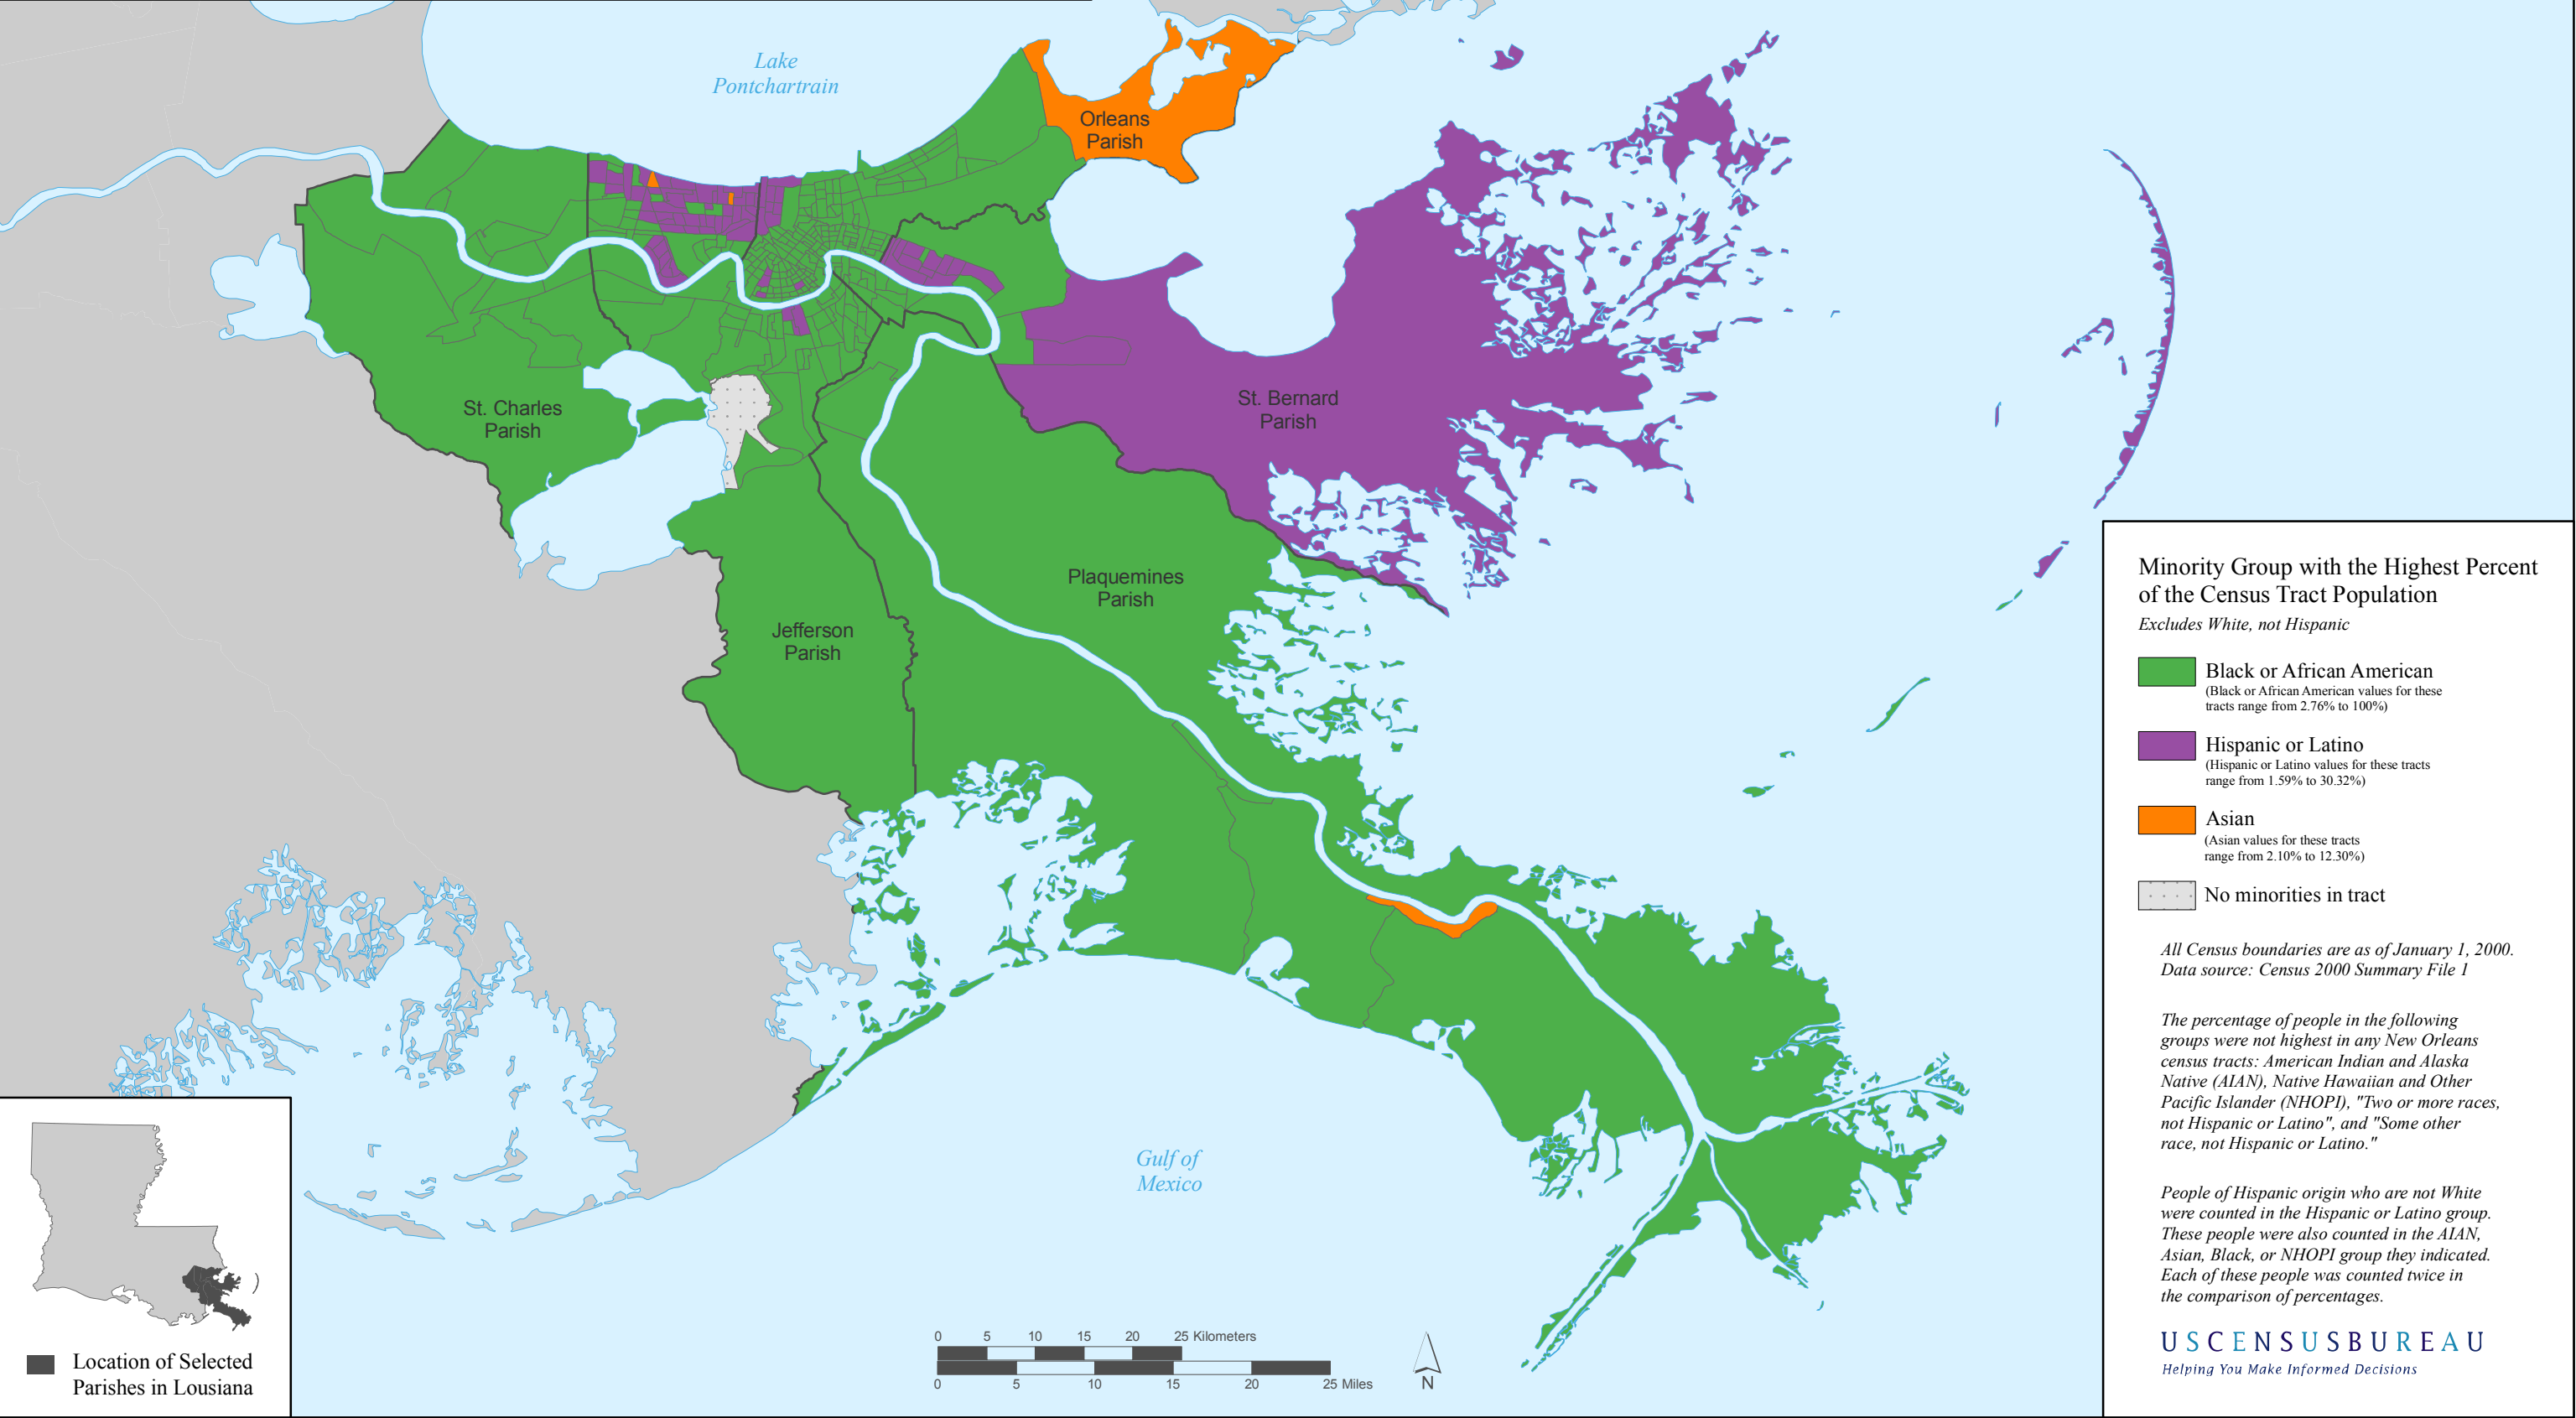 Lake
Pontchartrain
Orleans
Parish
St. Charles
Parish
St. Bernard
Parish
Plaquemines
Parish
Jefferson
Parish
Gulf of
Mexico
Minority Group with the Highest Percent
of the Census Tract Population
Excludes White, not Hispanic
Black or African American
(Black or African American values for these
tracts range from 2.76% to 100%)
Hispanic or Latino
(Hispanic or Latino values for these tracts
range from 1.59% to 30.32%)
Asian
(Asian values for these tracts
range from 2.10% to 12.30%)
No minorities in tract
All Census boundaries are as of January 1, 2000.
Data source: Census 2000 Summary File 1
The percentage of people in the following
groups were not highest in any New Orleans
census tracts: American Indian and Alaska
Native (AIAN), Native Hawaiian and Other
Pacific Islander (NHOPI), "Two or more races,
not Hispanic or Latino", and "Some other
race, not Hispanic or Latino."
People of Hispanic origin who are not White
were counted in the Hispanic or Latino group.
These people were also counted in the AIAN,
Asian, Black, or NHOPI group they indicated.
Each of these people was counted twice in
the comparison of percentages.
USCENSUSBUREAU
Helping You Make Informed Decisions
Location of Selected
Parishes in Lousiana
0 5 10 15 20 25 Kilometers
0 5 10 15 20 25 Miles
N